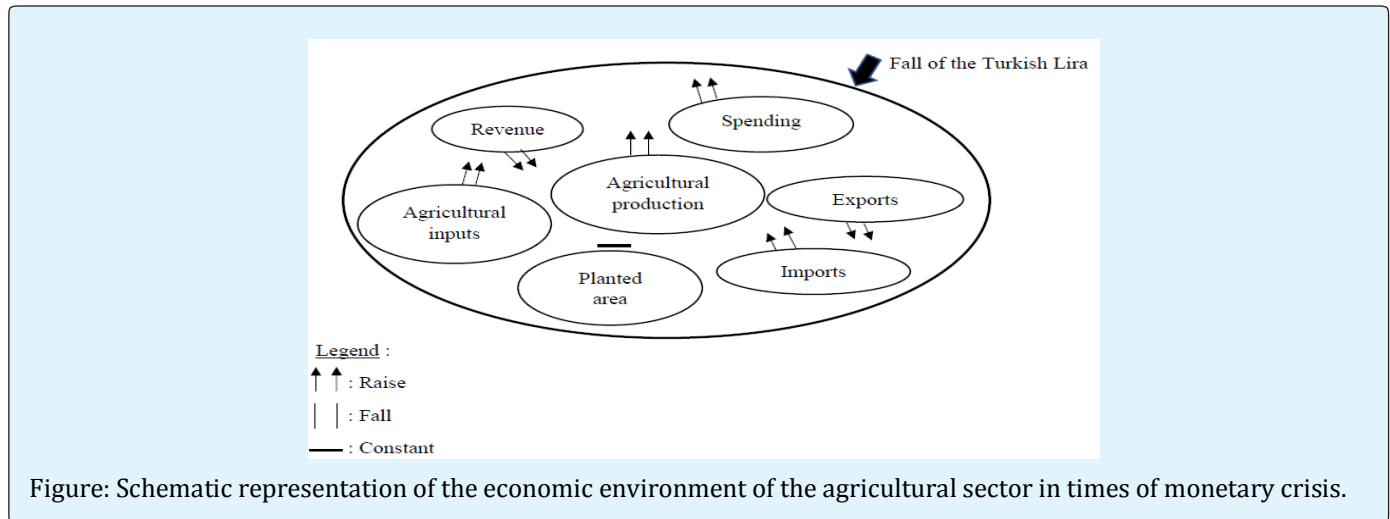 Fall of the Turkish Lira
Spending
Revenue
Agricultural
production
Exports
Agricultural
inputs
Imports
Planted
area
Legend :
: Raise
: Fall
: Constant
Figure: Schematic representation of the economic environment of the agricultural sector in times of monetary crisis.